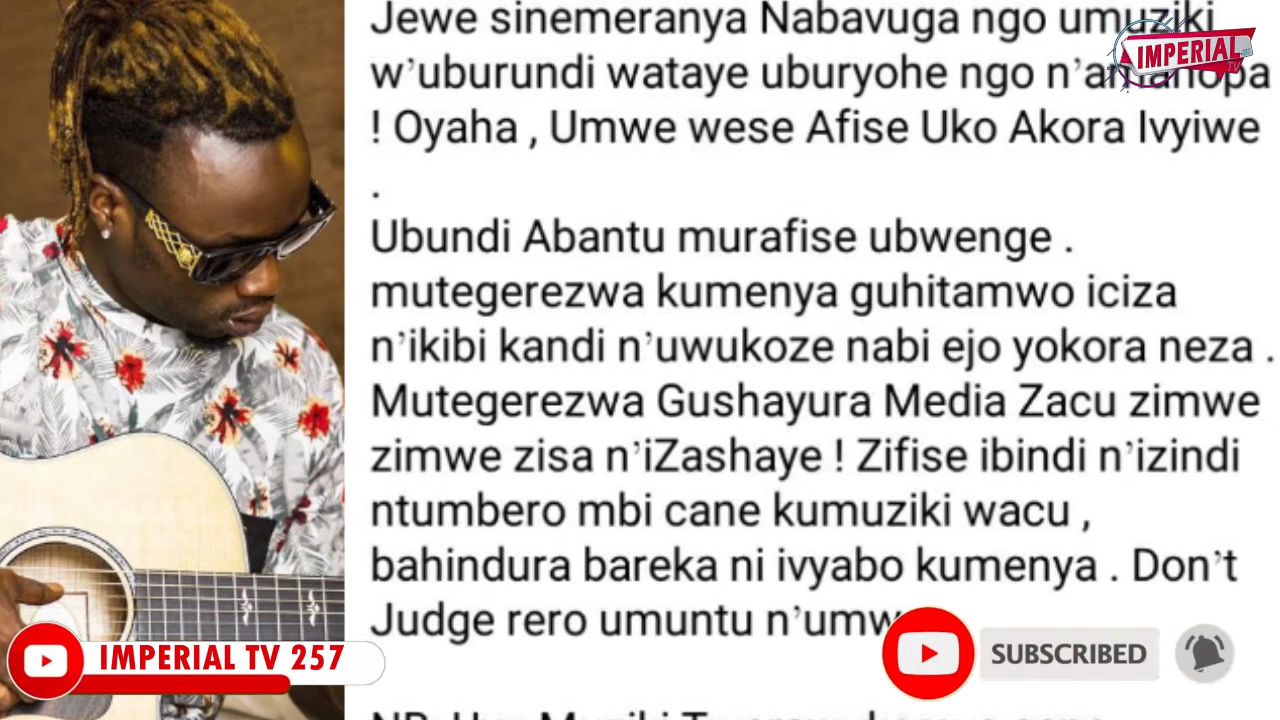 Jewe sinemeranya Nabavuga ngo umuziki
w’uburundi wataye uburyohe ngo
! Oyaha , Umwe wese Afise Uko Akora Ivyiwe
.
Ubundi Abantu murafise ubwenge .
mutegerezwa kumenya guhitamwo iciza
n’ikibi kandi n’uwukoze nabi ejo yokora neza .
Mutegerezwa Gushayura Media Zacu zimwe
zimwe zisa n’iZashaye ! Zifise ibindi n’izindi
ntumbero mbi cane kumuziki wacu ,
bahindura bareka ni ivyabo kumenya . Don’t
Judge rero umuntu
IMPERIAL
TV
IMPERIAL TV 257
SUBSCRIBED